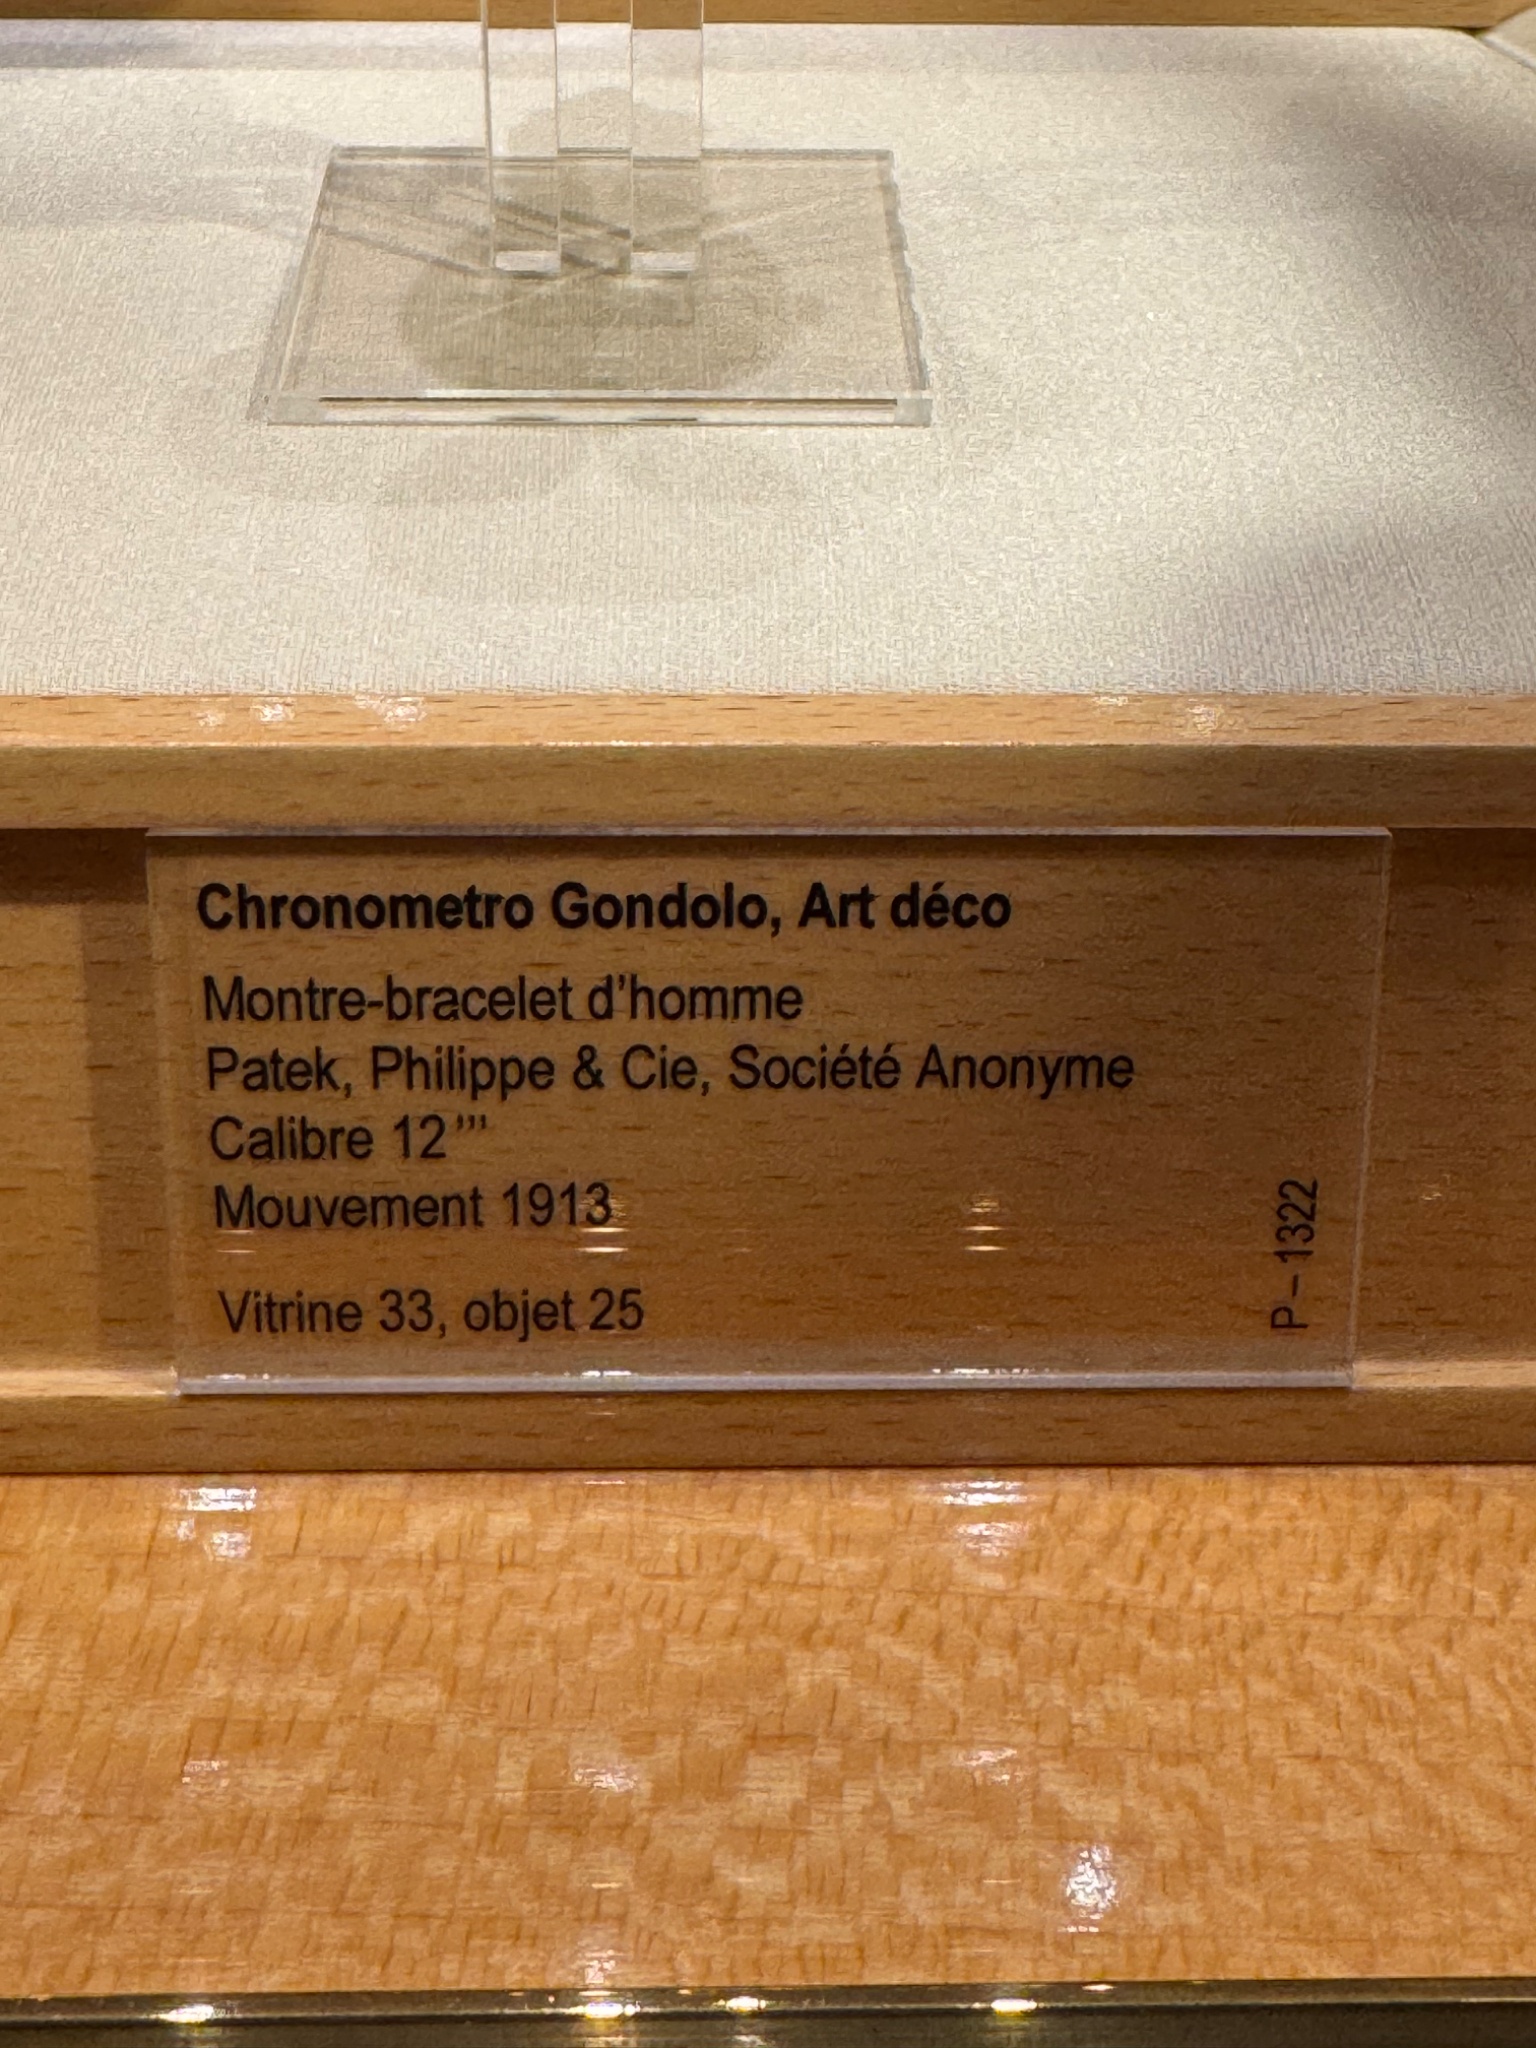 Chronometro Gondolo, Art déco
Montre-bracelet d’homme
Patek, Philippe & Cie, Société Anonyme
Calibre 12’’’
Mouvement 1913
Vitrine 33, objet 25
P – 1322